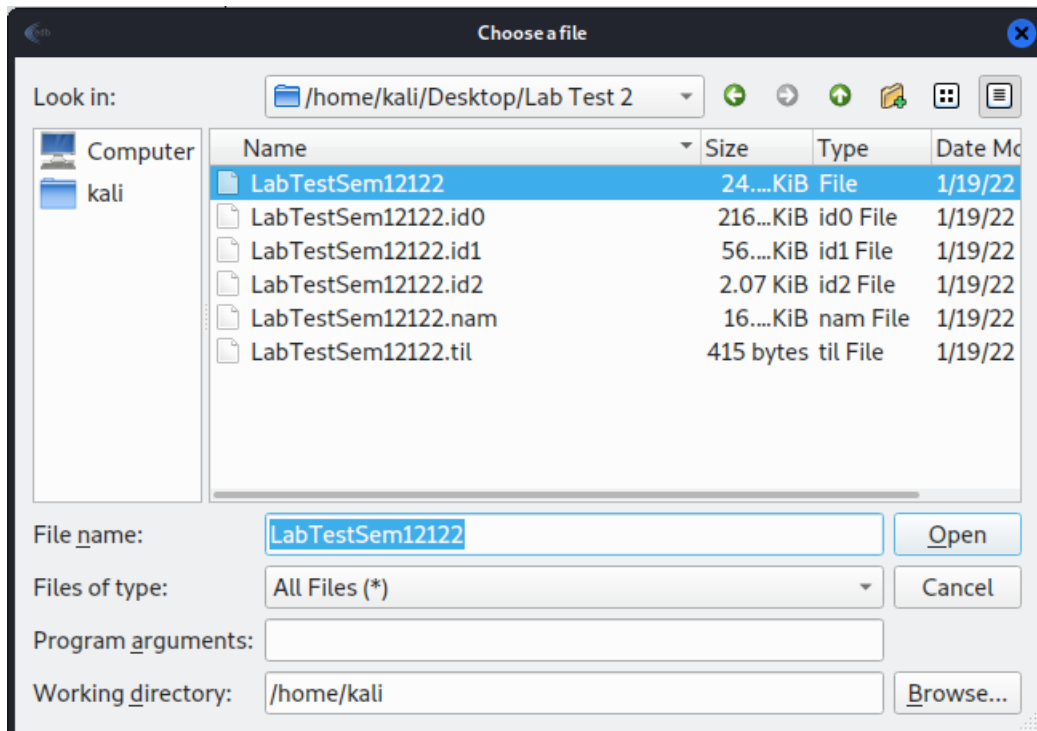 Choose a file
Look in: /home/kali/Desktop/Lab Test 2
Computer
kali
Name Size Type Date Mo
LabTestSem12122 24....KiB File 1/19/22
LabTestSem12122.id0 216...KiB id0 File 1/19/22
LabTestSem12122.id1 56....KiB id1 File 1/19/22
LabTestSem12122.id2 2.07 KiB id2 File 1/19/22
LabTestSem12122.nam 16....KiB nam File 1/19/22
LabTestSem12122.til 415 bytes til File 1/19/22
File name: LabTestSem12122 Open
Files of type: All Files (*) Cancel
Program arguments:
Working directory: /home/kali Browse...